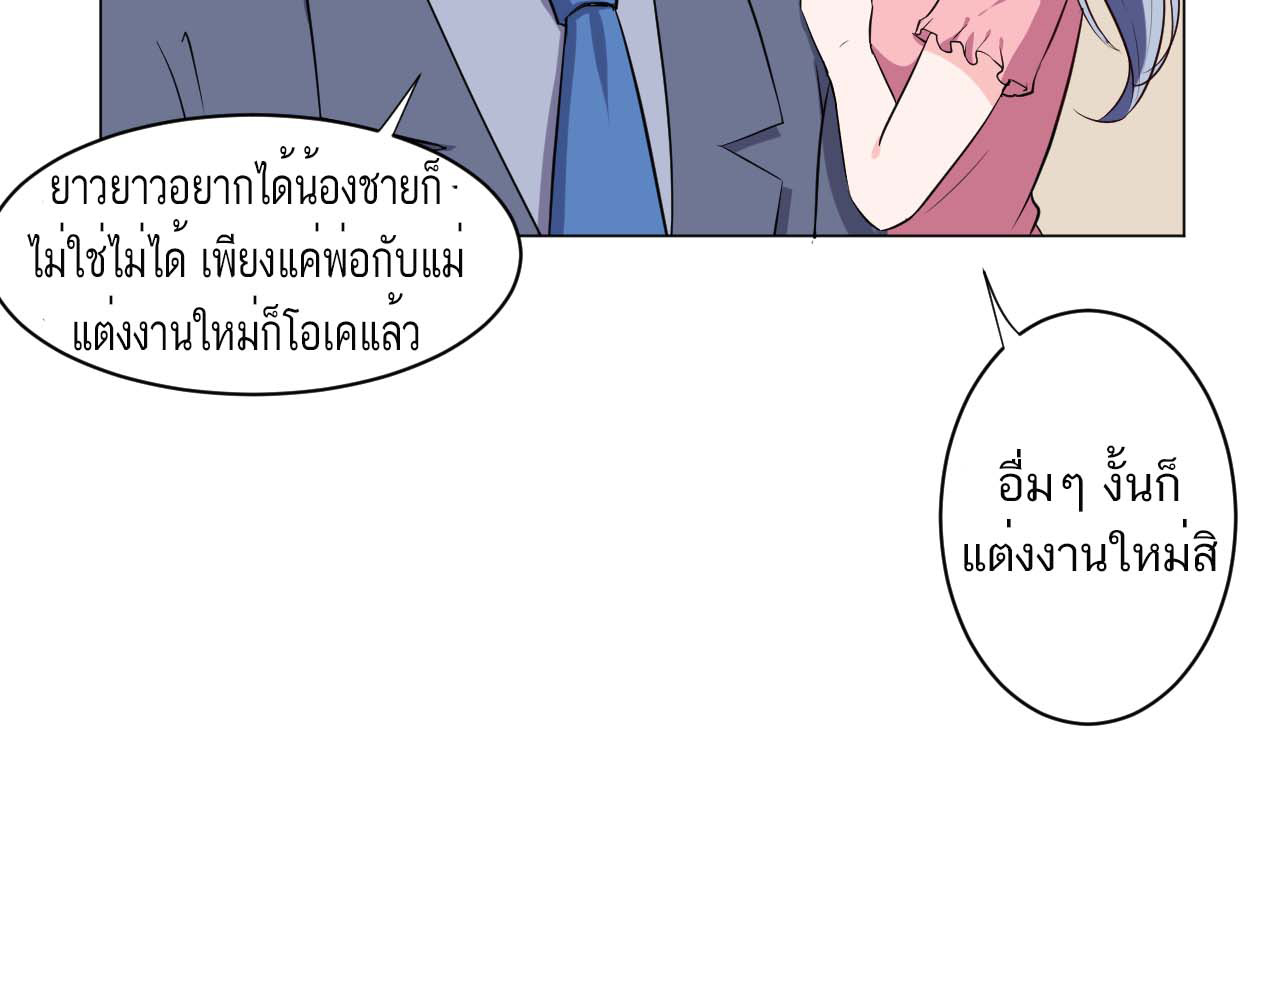 ยาวยาวอยากได้น้องชายก็
ไม่ใช่ไม่ได้ เพียงแค่พ่อกับแม่
แต่งงานใหม่ก็โอเคแล้ว
อื่มๆ งั้นก็
แต่งงานใหม่สิ